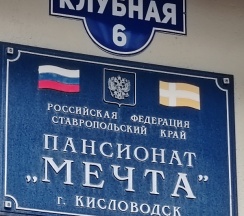 КЛУБНАЯ
6
РОССИЙСКАЯ ФЕДЕРАЦИЯ
СТАВРОПОЛЬСКИЙ КРАЙ
ПАНСИОНАТ
„МЕЧТА”
г. КИСЛОВОДСК